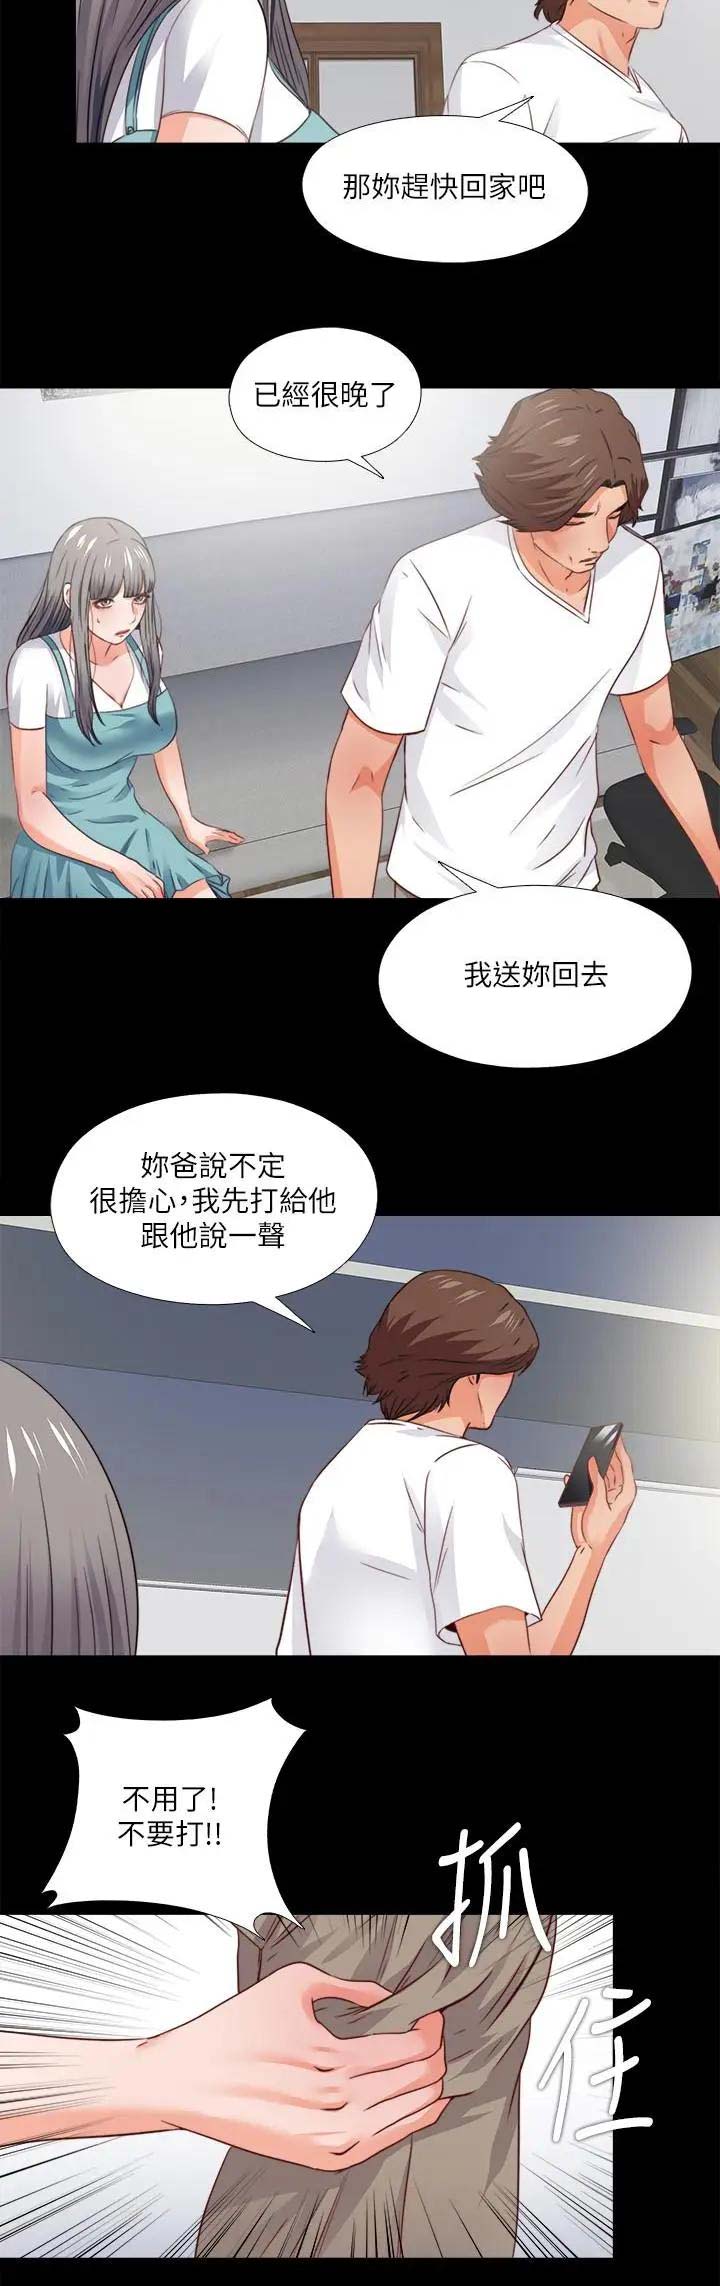 那妳趕快回家吧
已經很晚了
我送妳回去
妳爸說不定
很擔心,我先打給他
跟他說一聲
不用了!
不要打!!
抓
住